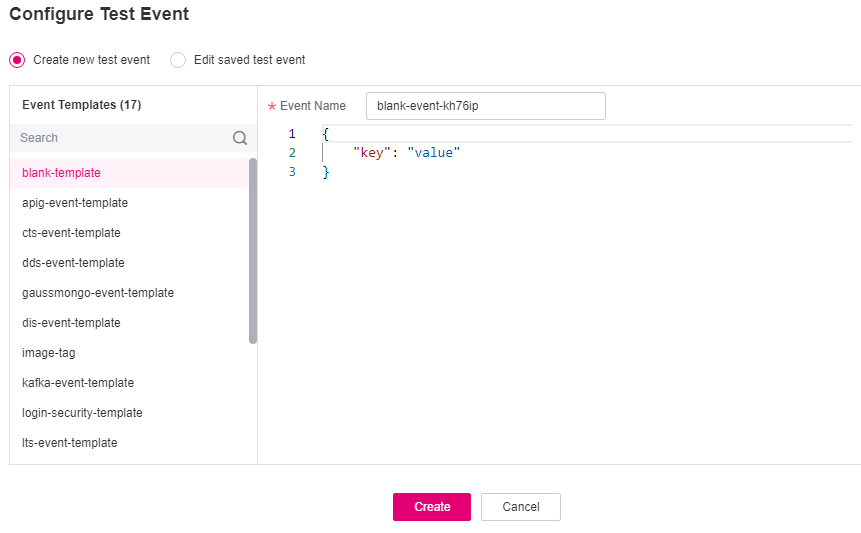 Configure Test Event
Create new test event Edit saved test event
Event Templates (17)
Search
blank-template
apig-event-template
cts-event-template
dds-event-template
gaussmongo-event-template
dis-event-template
image-tag
kafka-event-template
login-security-template
lts-event-template
* Event Name blank-event-kh76ip
1 {
2 "key": "value"
3 }
Create Cancel